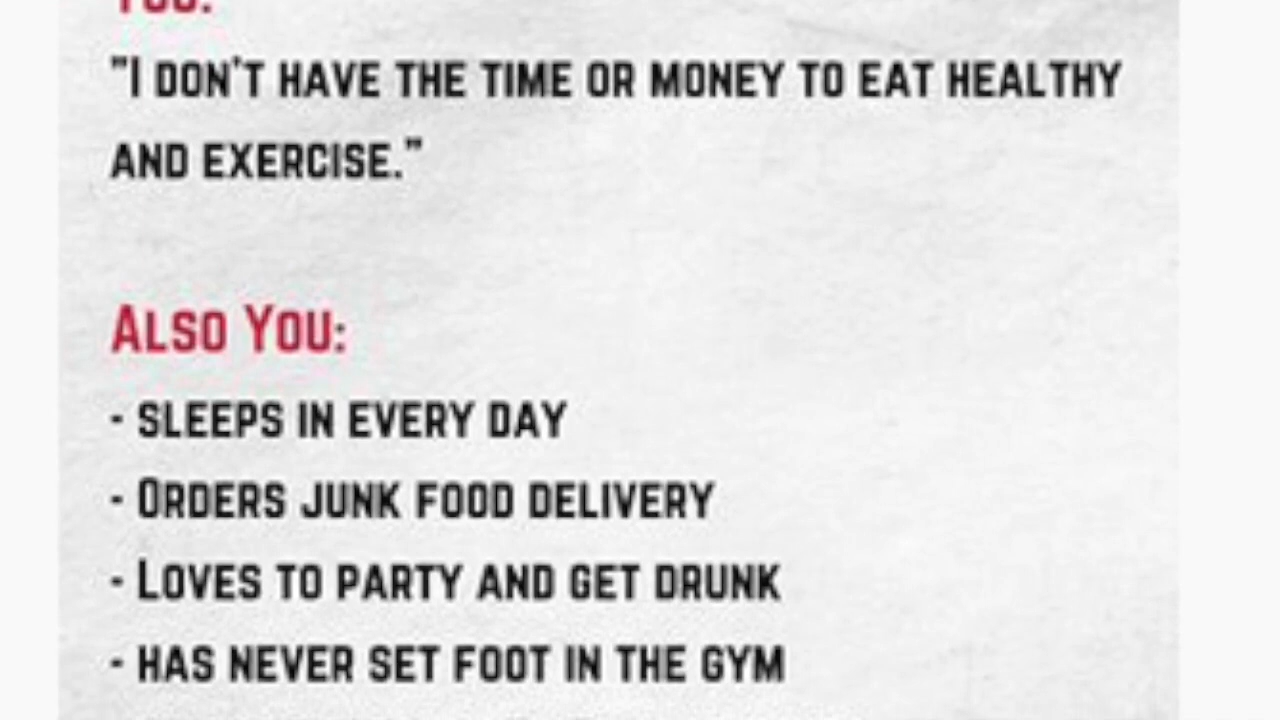 YOU:
"I DON'T HAVE THE TIME OR MONEY TO EAT HEALTHY
AND EXERCISE."
ALSO YOU:
- SLEEPS IN EVERY DAY
- ORDERS JUNK FOOD DELIVERY
- LOVES TO PARTY AND GET DRUNK
- HAS NEVER SET FOOT IN THE GYM